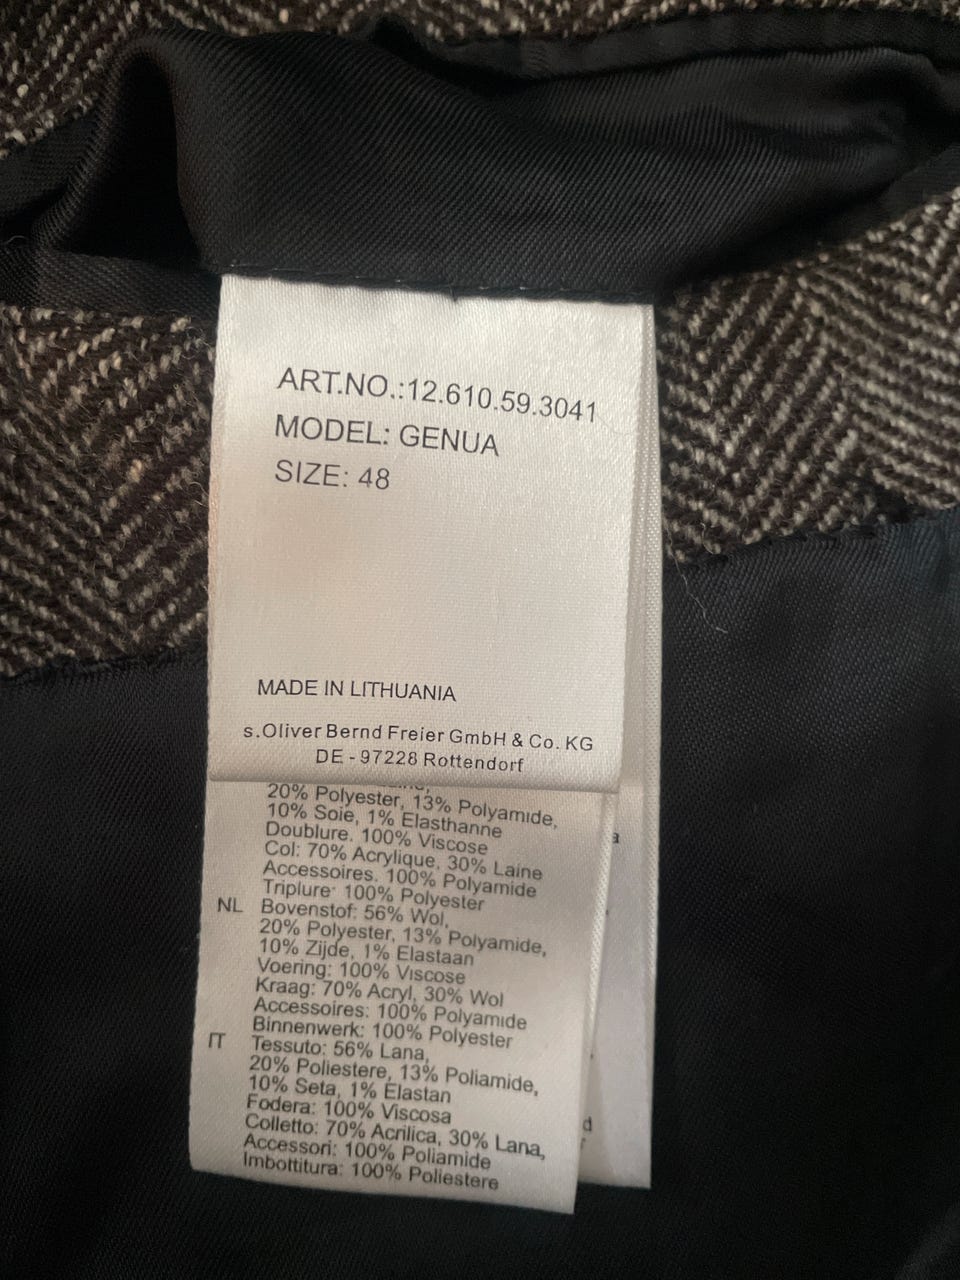 ART.NO.:12.610.59.3041
MODEL: GENUA
SIZE: 48
MADE IN LITHUANIA
s.Oliver Bernd Freier GmbH & Co. KG
DE - 97228 Rottendorf
20% Polyester, 13% Polyamide,
10% Soie, 1% Elasthanne
Doublure. 100% Viscose
Col: 70% Acrylique, 30% Laine
Accessoires. 100% Polyamide
Triplure: 100% Polyester
NL Bovenstof: 56% Wol,
20% Polyester, 13% Polyamide,
10% Zijde, 1% Elastaan
Voering: 100% Viscose
Kraag: 70% Acryl, 30% Wol
Accessoires: 100% Polyamide
Binnenwerk: 100% Polyester
IT Tessuto: 56% Lana,
20% Poliestere, 13% Poliamide,
10% Seta, 1% Elastan
Fodera: 100% Viscosa
Colletto: 70% Acrilica, 30% Lana,
Accessori: 100% Poliamide
Imbottitura: 100% Poliestere